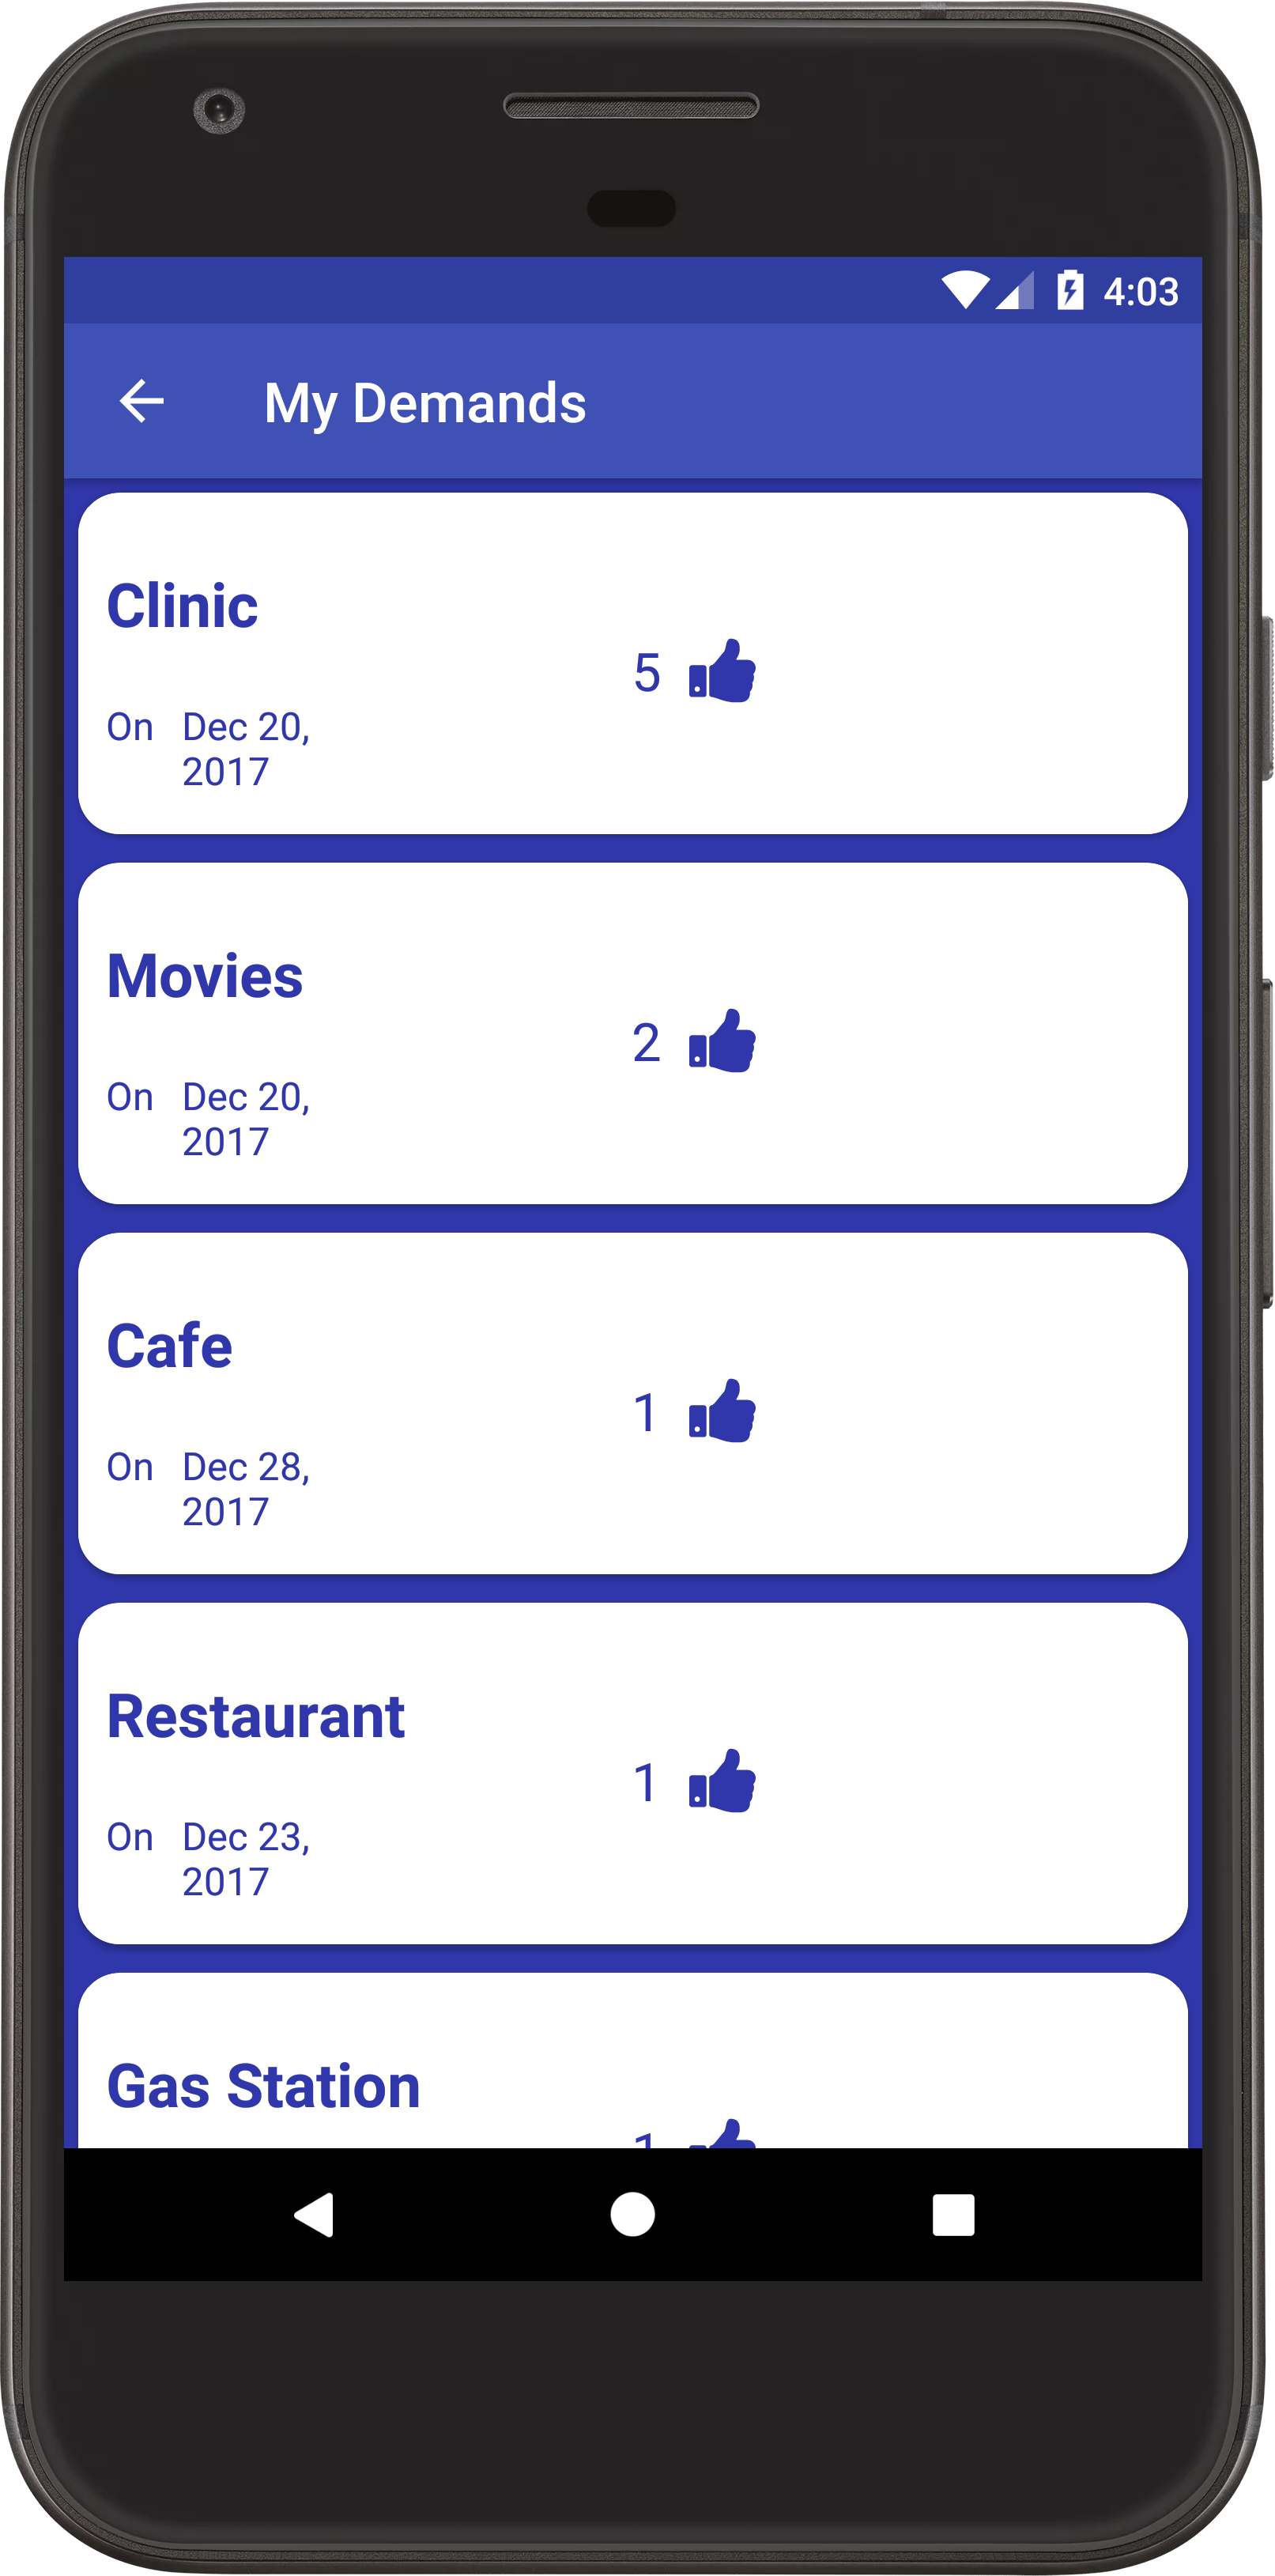 4:03
My Demands
Clinic
5
On Dec 20,
2017
Movies
2
On Dec 20,
2017
Cafe
1
On Dec 28,
2017
Restaurant
1
On Dec 23,
2017
Gas Station
1